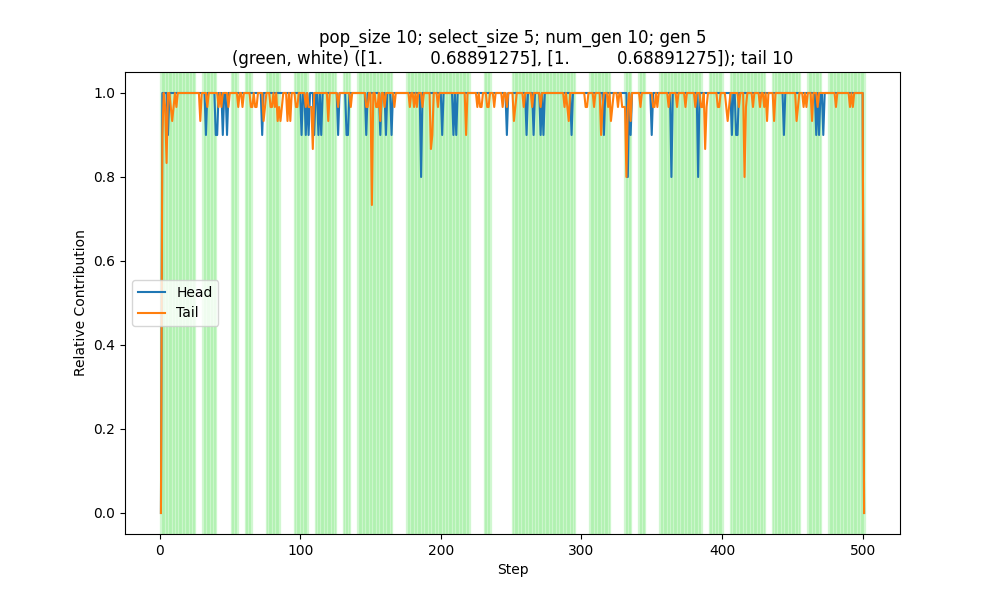 pop_size 10; select_size 5; num_gen 10; gen 5
(green, white) ([1.          0.68891275], [1.          0.68891275]); tail 10
1.0
0.8
0.6
0.4
0.2
0.0
Relative Contribution
Head
Tail
0
100
200
300
400
500
Step